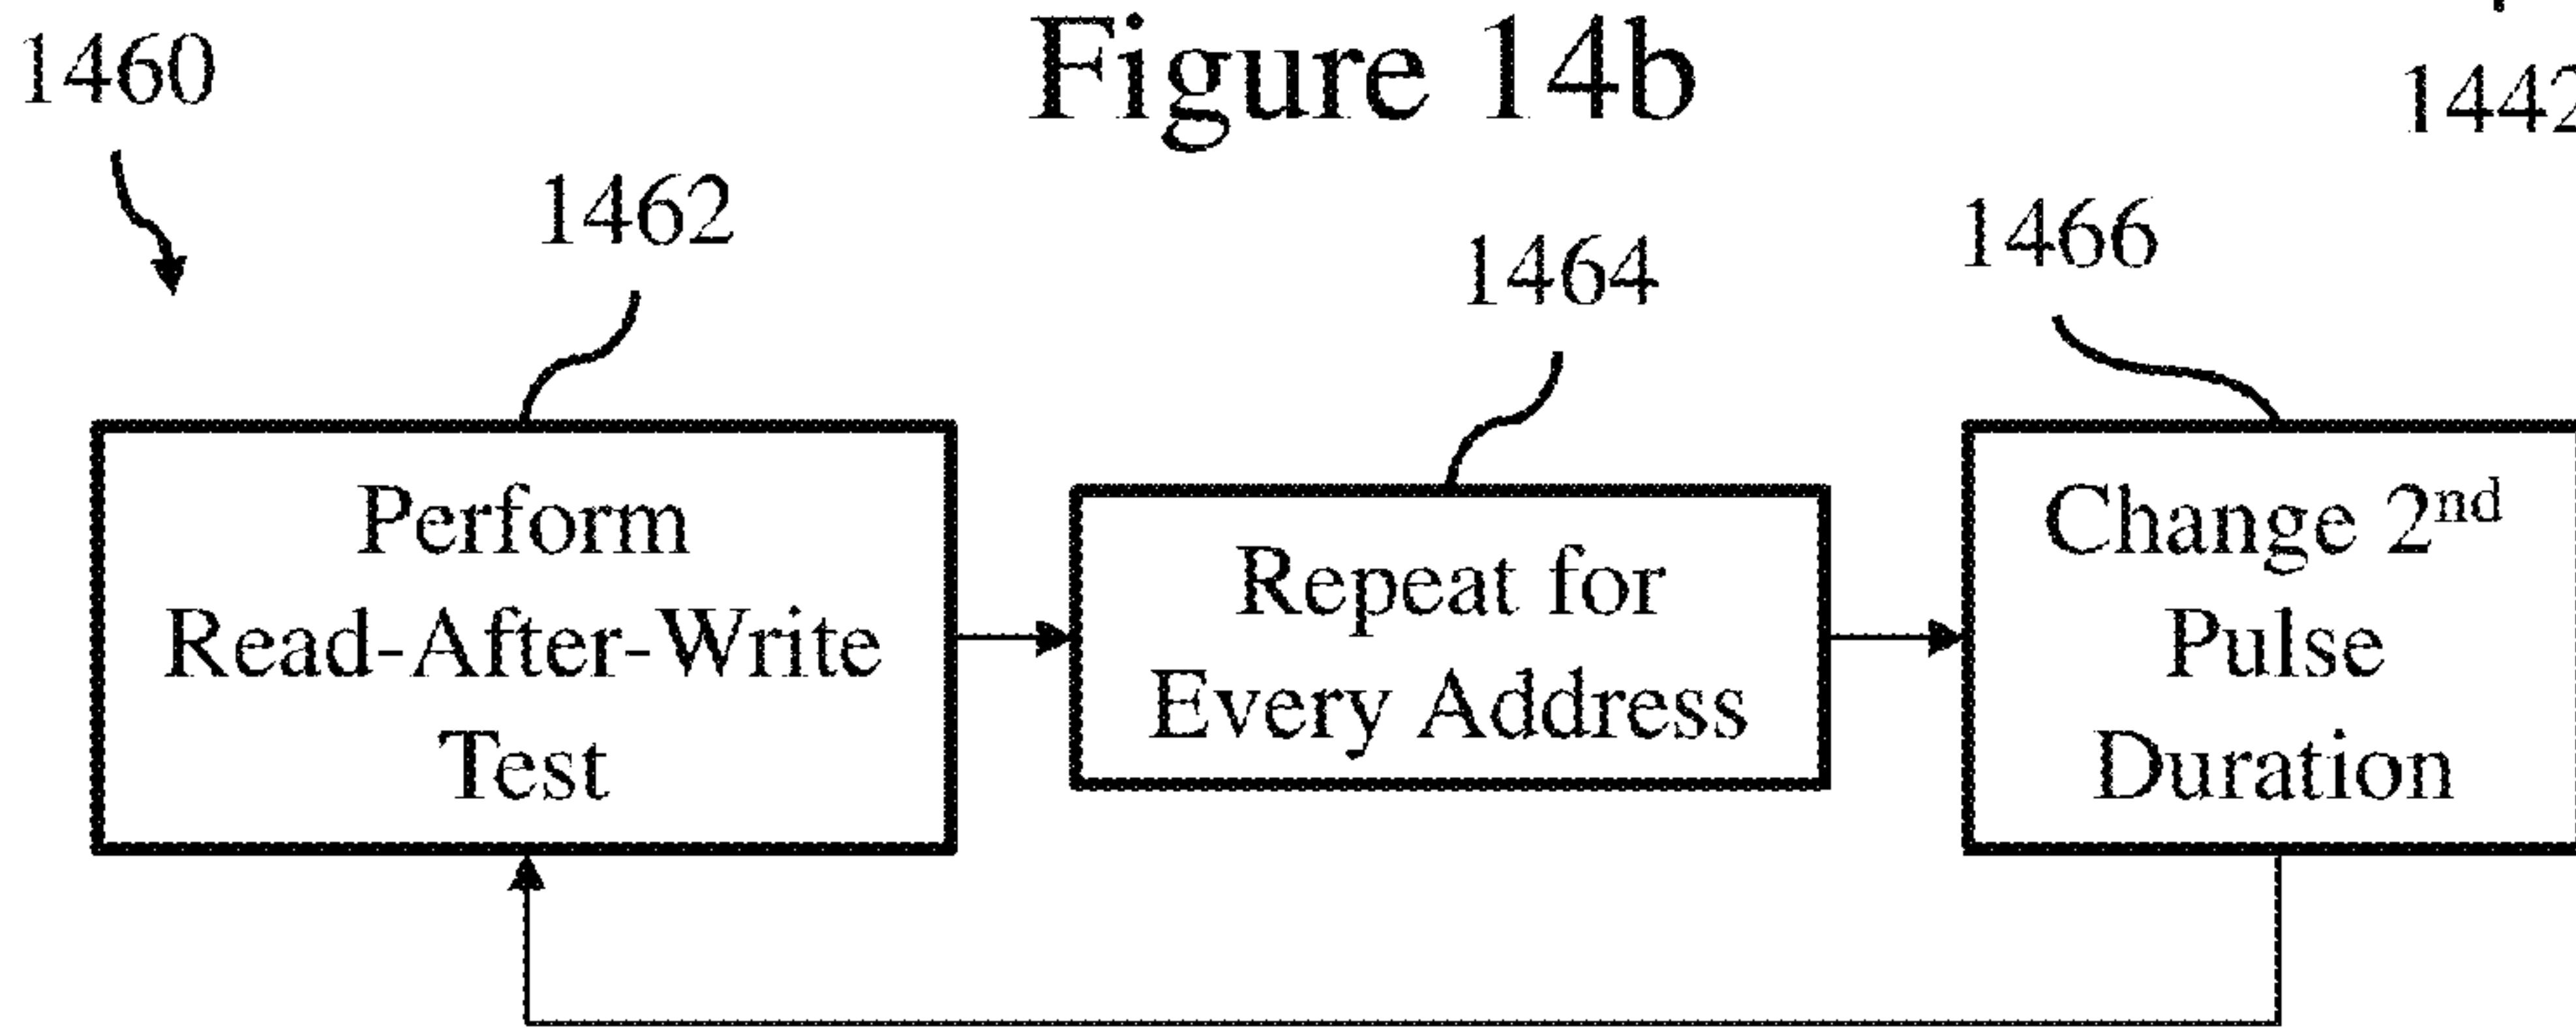 Figure 14b
1460
1442
1462
1464
1466
Perform
Read-After-Write
Test
Repeat for
Every Address
Change 2nd
Pulse
Duration